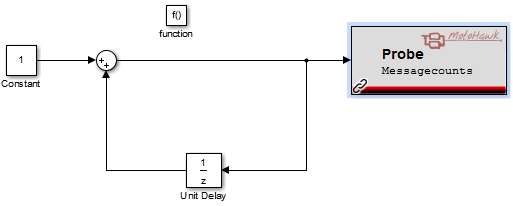 f()
function
1
Constant
+
+
MotoHawk
Probe
Messagecounts
1
z
Unit Delay